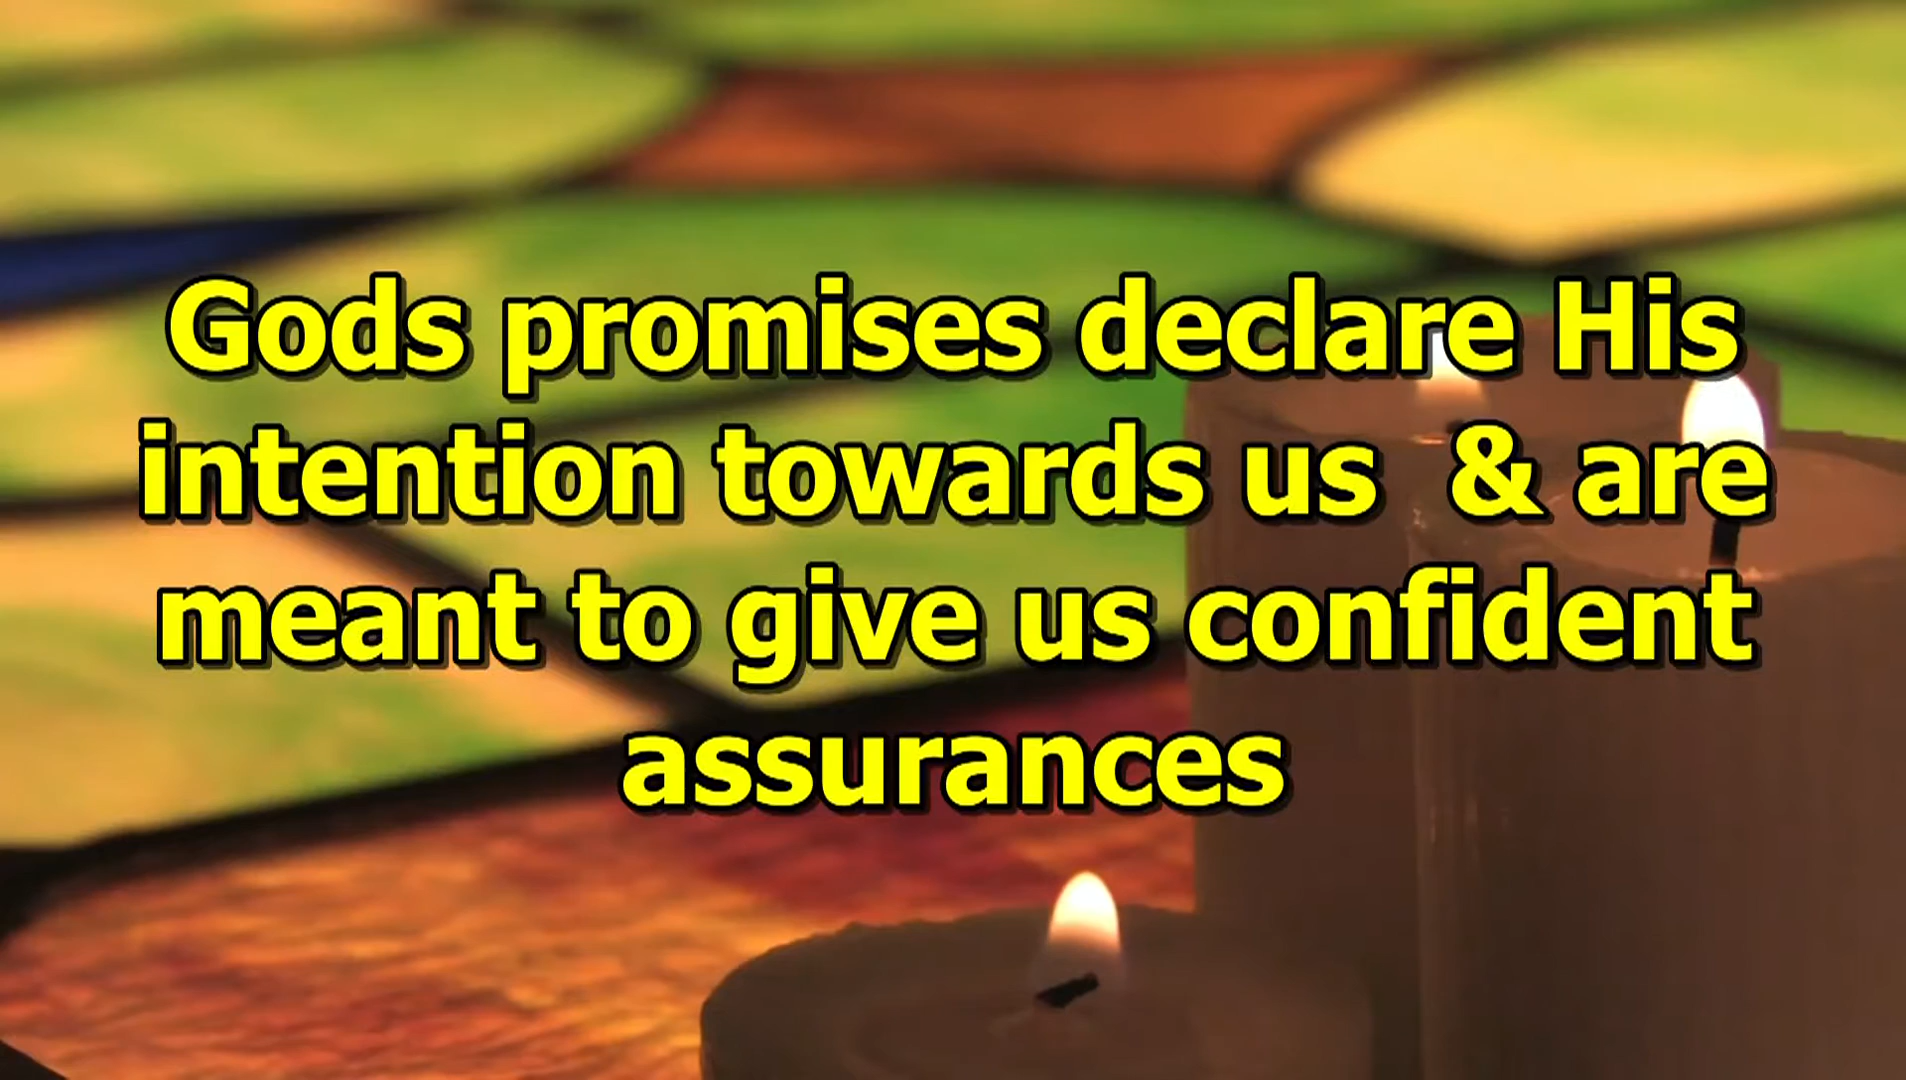 Gods promises declare His
intention towards us  & are
meant to give us confident
assurances